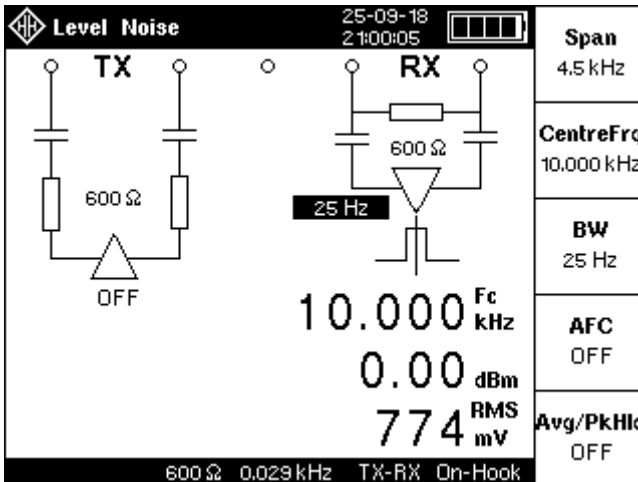 Level Noise
25-09-18
21:00:05
TX
RX
600 Ω
600 Ω
25 Hz
OFF
10.000 Fc kHz
0.00 dBm
774 RMS mV
600 Ω 0.029 kHz TX-RX On-Hook
Span
4.5 kHz
CentreFrq
10.000 kHz
BW
25 Hz
AFC
OFF
Avg/PkHld
OFF